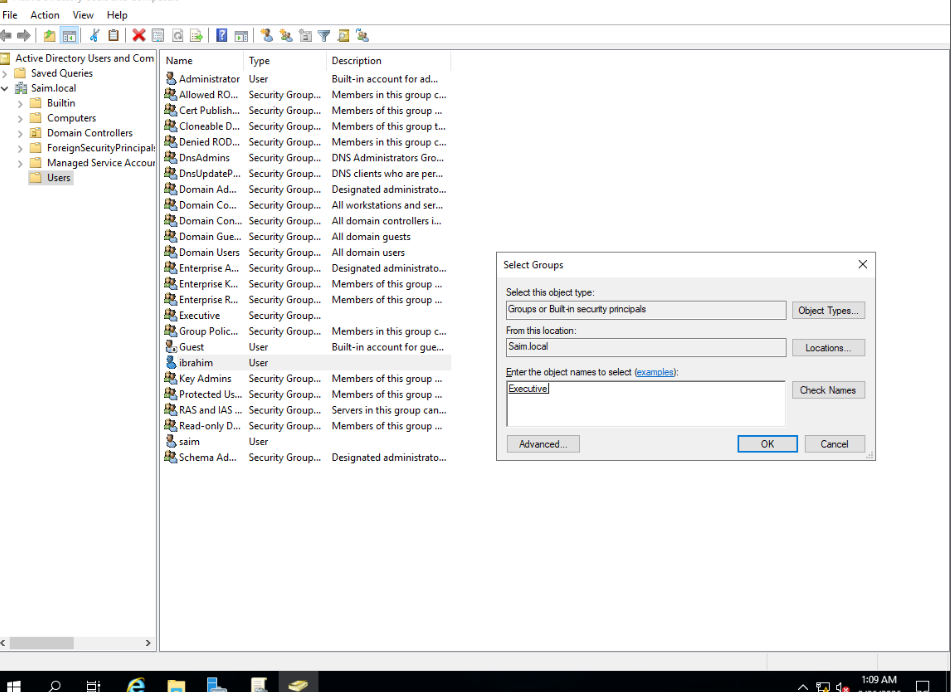 File Action View Help
Active Directory Users and Com
Saved Queries
Saim.local
Builtin
Computers
Domain Controllers
ForeignSecurityPrincipals
Managed Service Accour
Users
Name Type Description
Administrator User Built-in account for ad...
Allowed RO... Security Group... Members in this group c...
Cert Publish... Security Group... Members of this group ...
Cloneable D... Security Group... Members of this group t...
Denied ROD... Security Group... Members in this group c...
DnsAdmins Security Group... DNS Administrators Gro...
DnsUpdateP... Security Group... DNS clients who are per...
Domain Ad... Security Group... Designated administrato...
Domain Co... Security Group... All workstations and ser...
Domain Con... Security Group... All domain controllers i...
Domain Gue... Security Group... All domain guests
Domain Users Security Group... All domain users
Enterprise A... Security Group... Designated administrato...
Enterprise K... Security Group... Members of this group ...
Enterprise R... Security Group... Members of this group ...
Executive Security Group...
Group Polic... Security Group... Members in this group c...
Guest User Built-in account for gue...
ibrahim User
Key Admins Security Group... Members of this group ...
Protected Us... Security Group... Members of this group ...
RAS and IAS ... Security Group... Servers in this group can...
Read-only D... Security Group... Members of this group ...
saim User
Schema Ad... Security Group... Designated administrato...
Select Groups
Select this object type:
Groups or Built-in security principals Object Types...
From this location:
Saim.local Locations...
Enter the object names to select (examples):
Executive Check Names
Advanced... OK Cancel
1:09 AM